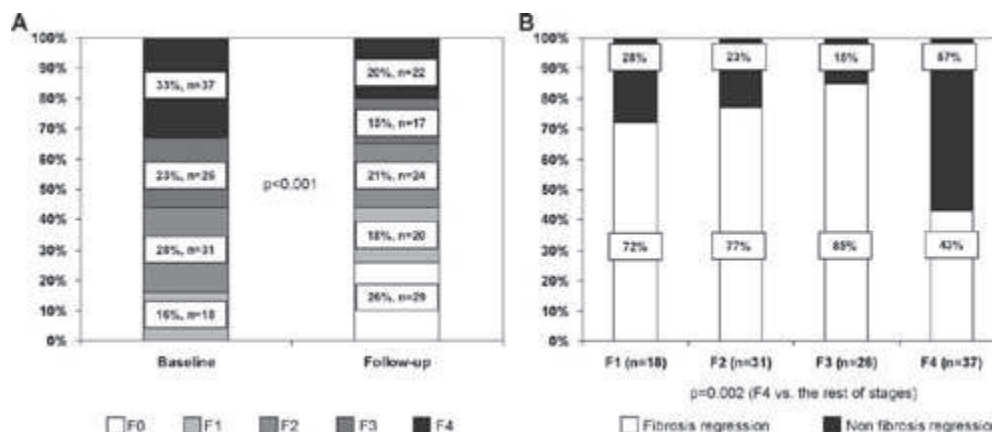 A
100%
90%
80%
70%
60%
50%
40%
30%
20%
10%
0%
33%, n=37
23%, n=26
28%, n=31
16%, n=18
p<0.001
20%, n=22
15%, n=17
21%, n=24
18%, n=20
26%, n=29
Baseline
Follow-up
F0
F1
F2
F3
F4
B
100%
90%
80%
70%
60%
50%
40%
30%
20%
10%
0%
28%
23%
15%
57%
72%
77%
85%
43%
F1 (n=18)
F2 (n=31)
F3 (n=26)
F4 (n=37)
p=0.002 (F4 vs. the rest of stages)
Fibrosis regression
Non fibrosis regression